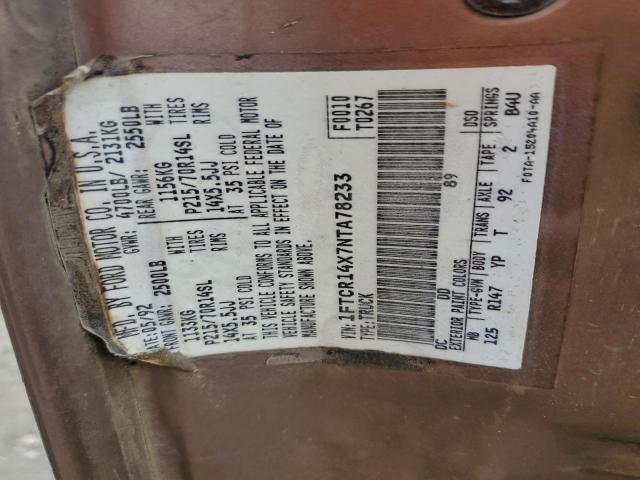 MFD. BY FORD MOTOR CO. IN U.S.A.
DATE: 05/92 GVWR: 4700LB/ 2131KG
FRONT GAWR: 2500LB REAR GAWR: 2550LB
1133KG WITH 1156KG WITH
P215/70R14SL TIRES P215/70R14SL TIRES
14X5.5JJ RIMS 14X5.5JJ RIMS
AT 35 PSI COLD AT 35 PSI COLD
THIS VEHICLE CONFORMS TO ALL APPLICABLE FEDERAL MOTOR
VEHICLE SAFETY STANDARDS IN EFFECT ON THE DATE OF
MANUFACTURE SHOWN ABOVE.
VIN: 1FTCR14X7NTA78233 F0010
TYPE: TRUCK T0267
89
DC DD
EXTERIOR PAINT COLORS DSO
WB TYPE-GVW BODY TRANS AXLE TAPE SPRINGS
125 R147 YP T 92 2 B4U
F0TA-15204A10-AA